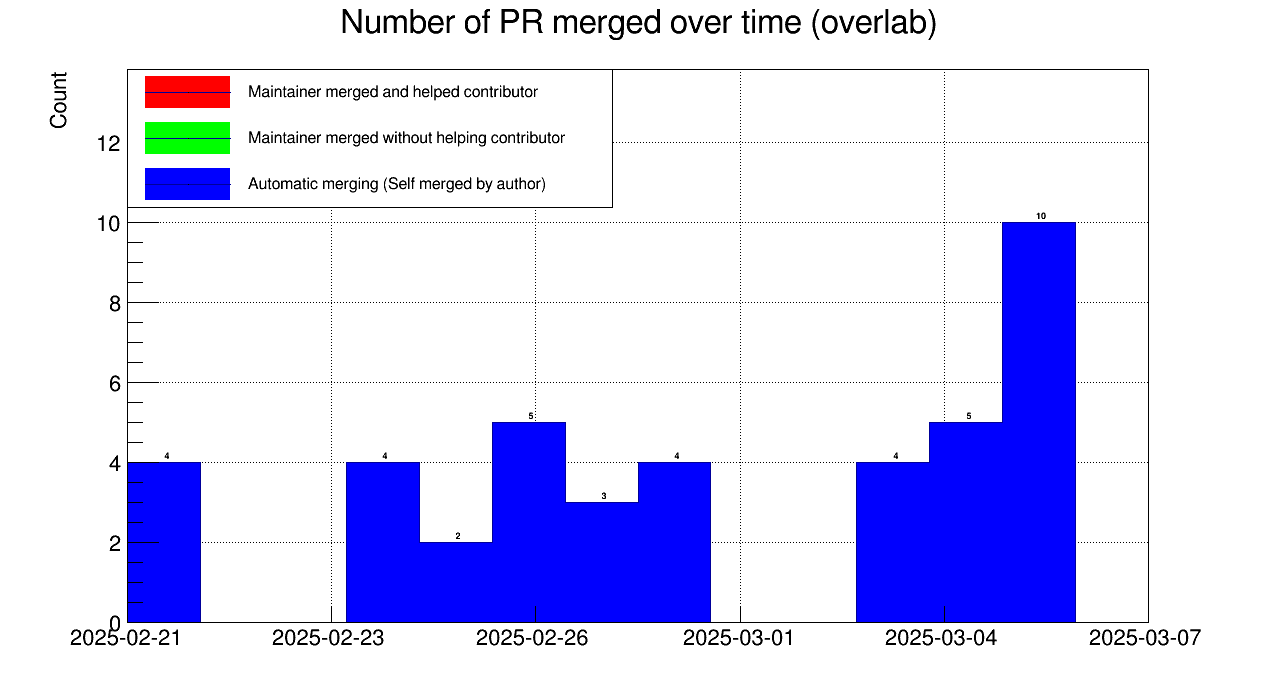 Number of PR merged over time (overlab)
Count
Maintainer merged and helped contributor
Maintainer merged without helping contributor
Automatic merging (Self merged by author)
12
10
8
6
4
2
0
4
4
2
5
3
4
4
5
10
2025-02-21 2025-02-23 2025-02-26 2025-03-01 2025-03-04 2025-03-07